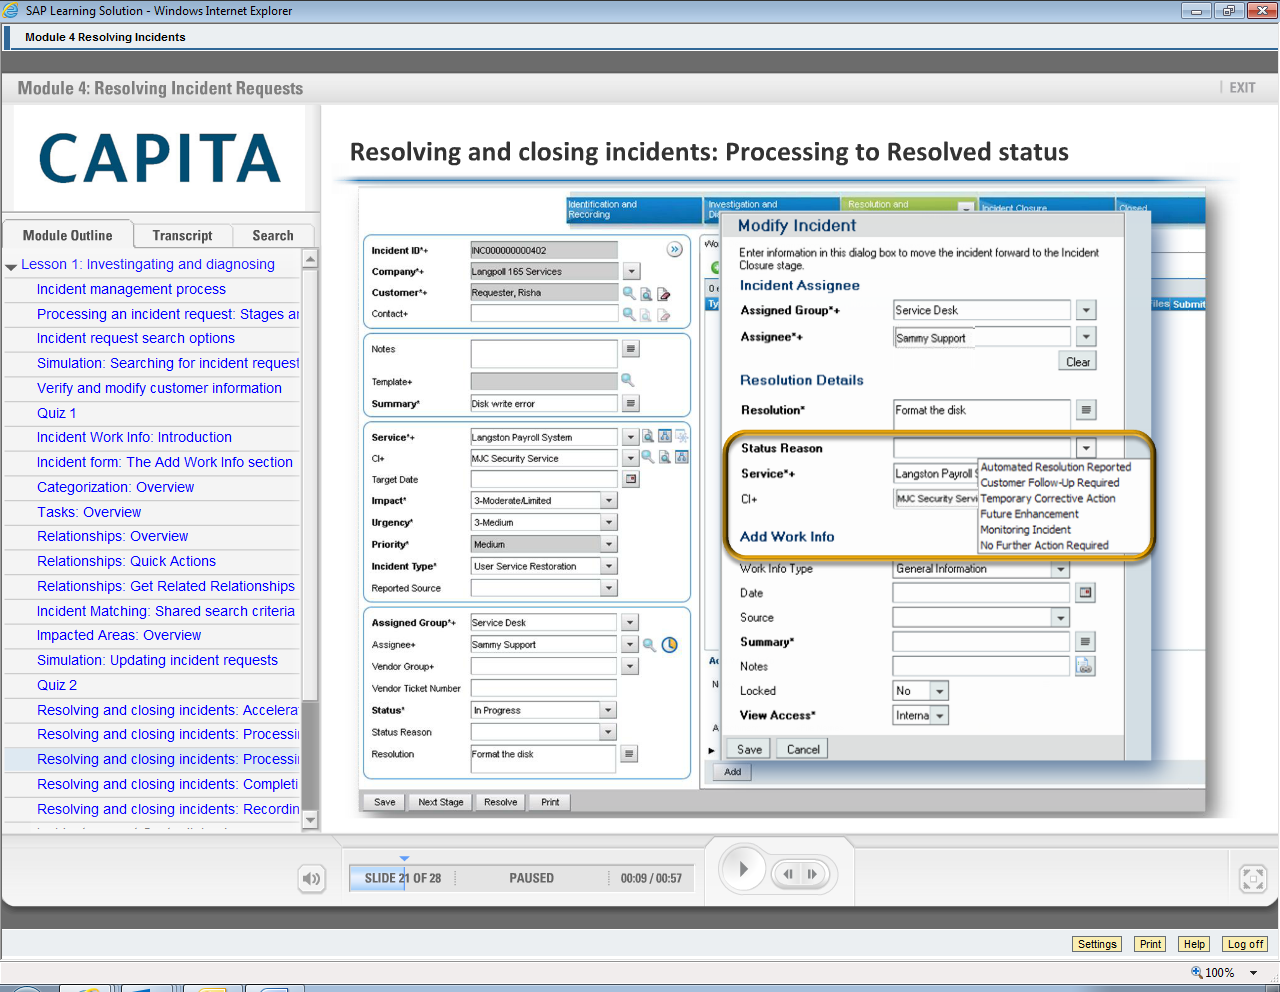 SAP Learning Solution - Windows Internet Explorer
Module 4 Resolving Incidents
Module 4: Resolving Incident Requests
EXIT
CAPITA
Module Outline
Transcript
Search
Lesson 1: Investingating and diagnosing
Incident management process
Processing an incident request: Stages ar
Incident request search options
Simulation: Searching for incident request
Verify and modify customer information
Quiz 1
Incident Work Info: Introduction
Incident form: The Add Work Info section
Categorization: Overview
Tasks: Overview
Relationships: Overview
Relationships: Quick Actions
Relationships: Get Related Relationships
Incident Matching: Shared search criteria
Impacted Areas: Overview
Simulation: Updating incident requests
Quiz 2
Resolving and closing incidents: Accelera
Resolving and closing incidents: Processi
Resolving and closing incidents: Processi
Resolving and closing incidents: Completi
Resolving and closing incidents: Recordin
Resolving and closing incidents: Processing to Resolved status
Identification and
Recording
Investigation and
Di
Resolution and
Incident Closure
Closed
Incident ID*+ INC000000000402
Company*+ Langpoll 165 Services
Customer*+ Requester, Risha
Contact+
Notes
Template+
Summary* Disk write error
Service*+ Langston Payroll System
CI+ MJC Security Service
Target Date
Impact* 3-Moderate/Limited
Urgency* 3-Medium
Priority* Medium
Incident Type* User Service Restoration
Reported Source
Assigned Group*+ Service Desk
Assignee+ Sammy Support
Vendor Group+
Vendor Ticket Number
Status* In Progress
Status Reason
Resolution Format the disk
Save
Next Stage
Resolve
Print
Wo
0 e
Ty
Files Submit
Ac
N
A
Add
Modify Incident
Enter information in this dialog box to move the incident forward to the Incident
Closure stage.
Incident Assignee
Assigned Group*+ Service Desk
Assignee*+ Sammy Support
Clear
Resolution Details
Resolution* Format the disk
Status Reason
Service*+ Langston Payroll S
CI+ MJC Security Servi
Automated Resolution Reported
Customer Follow-Up Required
Temporary Corrective Action
Future Enhancement
Monitoring Incident
No Further Action Required
Add Work Info
Work Info Type General Information
Date
Source
Summary*
Notes
Locked No
View Access* Interna
Save
Cancel
SLIDE 21 OF 28
PAUSED
00:09 / 00:57
Settings
Print
Help
Log off
100%